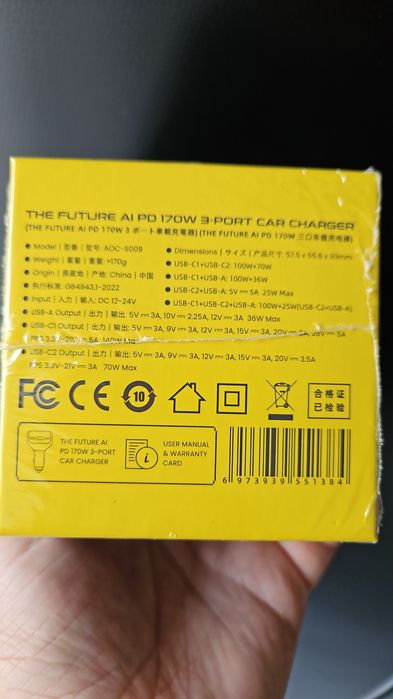 THE FUTURE AI PD 170W 3-PORT CAR CHARGER
(THE FUTURE AI PD 170W 3 ポート車載充電器) (THE FUTURE AI PD 170W 三口车载充电器)
● Model | 型番 | 型号: AOC-S009
● Weight | 重量 | 重量: ≈170g
● Origin | 原産地 | 产地: China | 中国
● 执行标准: GB4943.1-2022
● Input | 入力 | 输入: DC 12-24V
● Dimensions | サイズ | 产品尺寸: 57.5 x 55.6 x 93mm
● USB-C1+USB-C2: 100W+70W
● USB-C1+USB-A: 100W+36W
● USB-C2+USB-A: 5V⎓5A 25W Max
● USB-C1+USB-C2+USB-A: 100W+25W(USB-C2+USB-A)
● USB-A Output | 出力 | 输出: 5V⎓3A, 10V⎓2.25A, 12V⎓3A 36W Max
● USB-C1 Output | 出力 | 输出: 5V⎓3A, 9V⎓3A, 12V⎓3A, 15V⎓3A, 20V⎓5A, 28V⎓5A
PPS 3.3V-21V⎓5A 140W Max
● USB-C2 Output | 出力 | 输出: 5V⎓3A, 9V⎓3A, 12V⎓3A, 15V⎓3A, 20V⎓3.5A
PPS 3.3V-21V⎓3A 70W Max
FC CE 10
合格证
已检验
THE FUTURE AI
PD 170W 3-PORT
CAR CHARGER
USER MANUAL
& WARRANTY
CARD
6 973939 551384